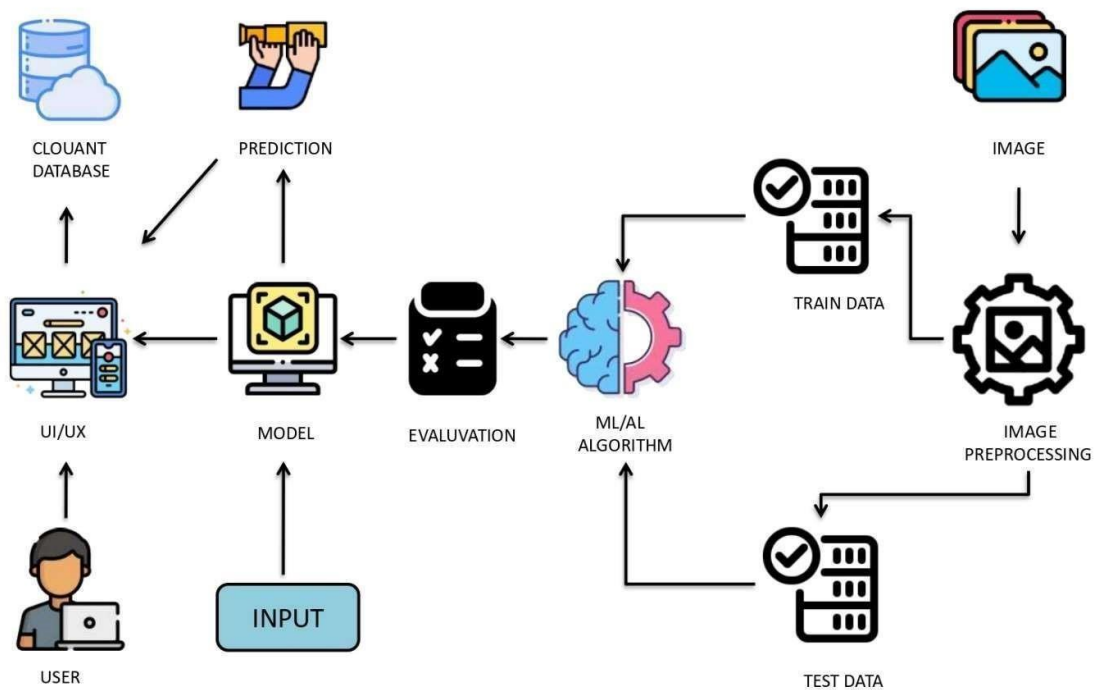 CLOUANT
DATABASE
PREDICTION
IMAGE
TRAIN DATA
UI/UX
MODEL
EVALUVATION
ML/AL
ALGORITHM
IMAGE
PREPROCESSING
INPUT
USER
TEST DATA